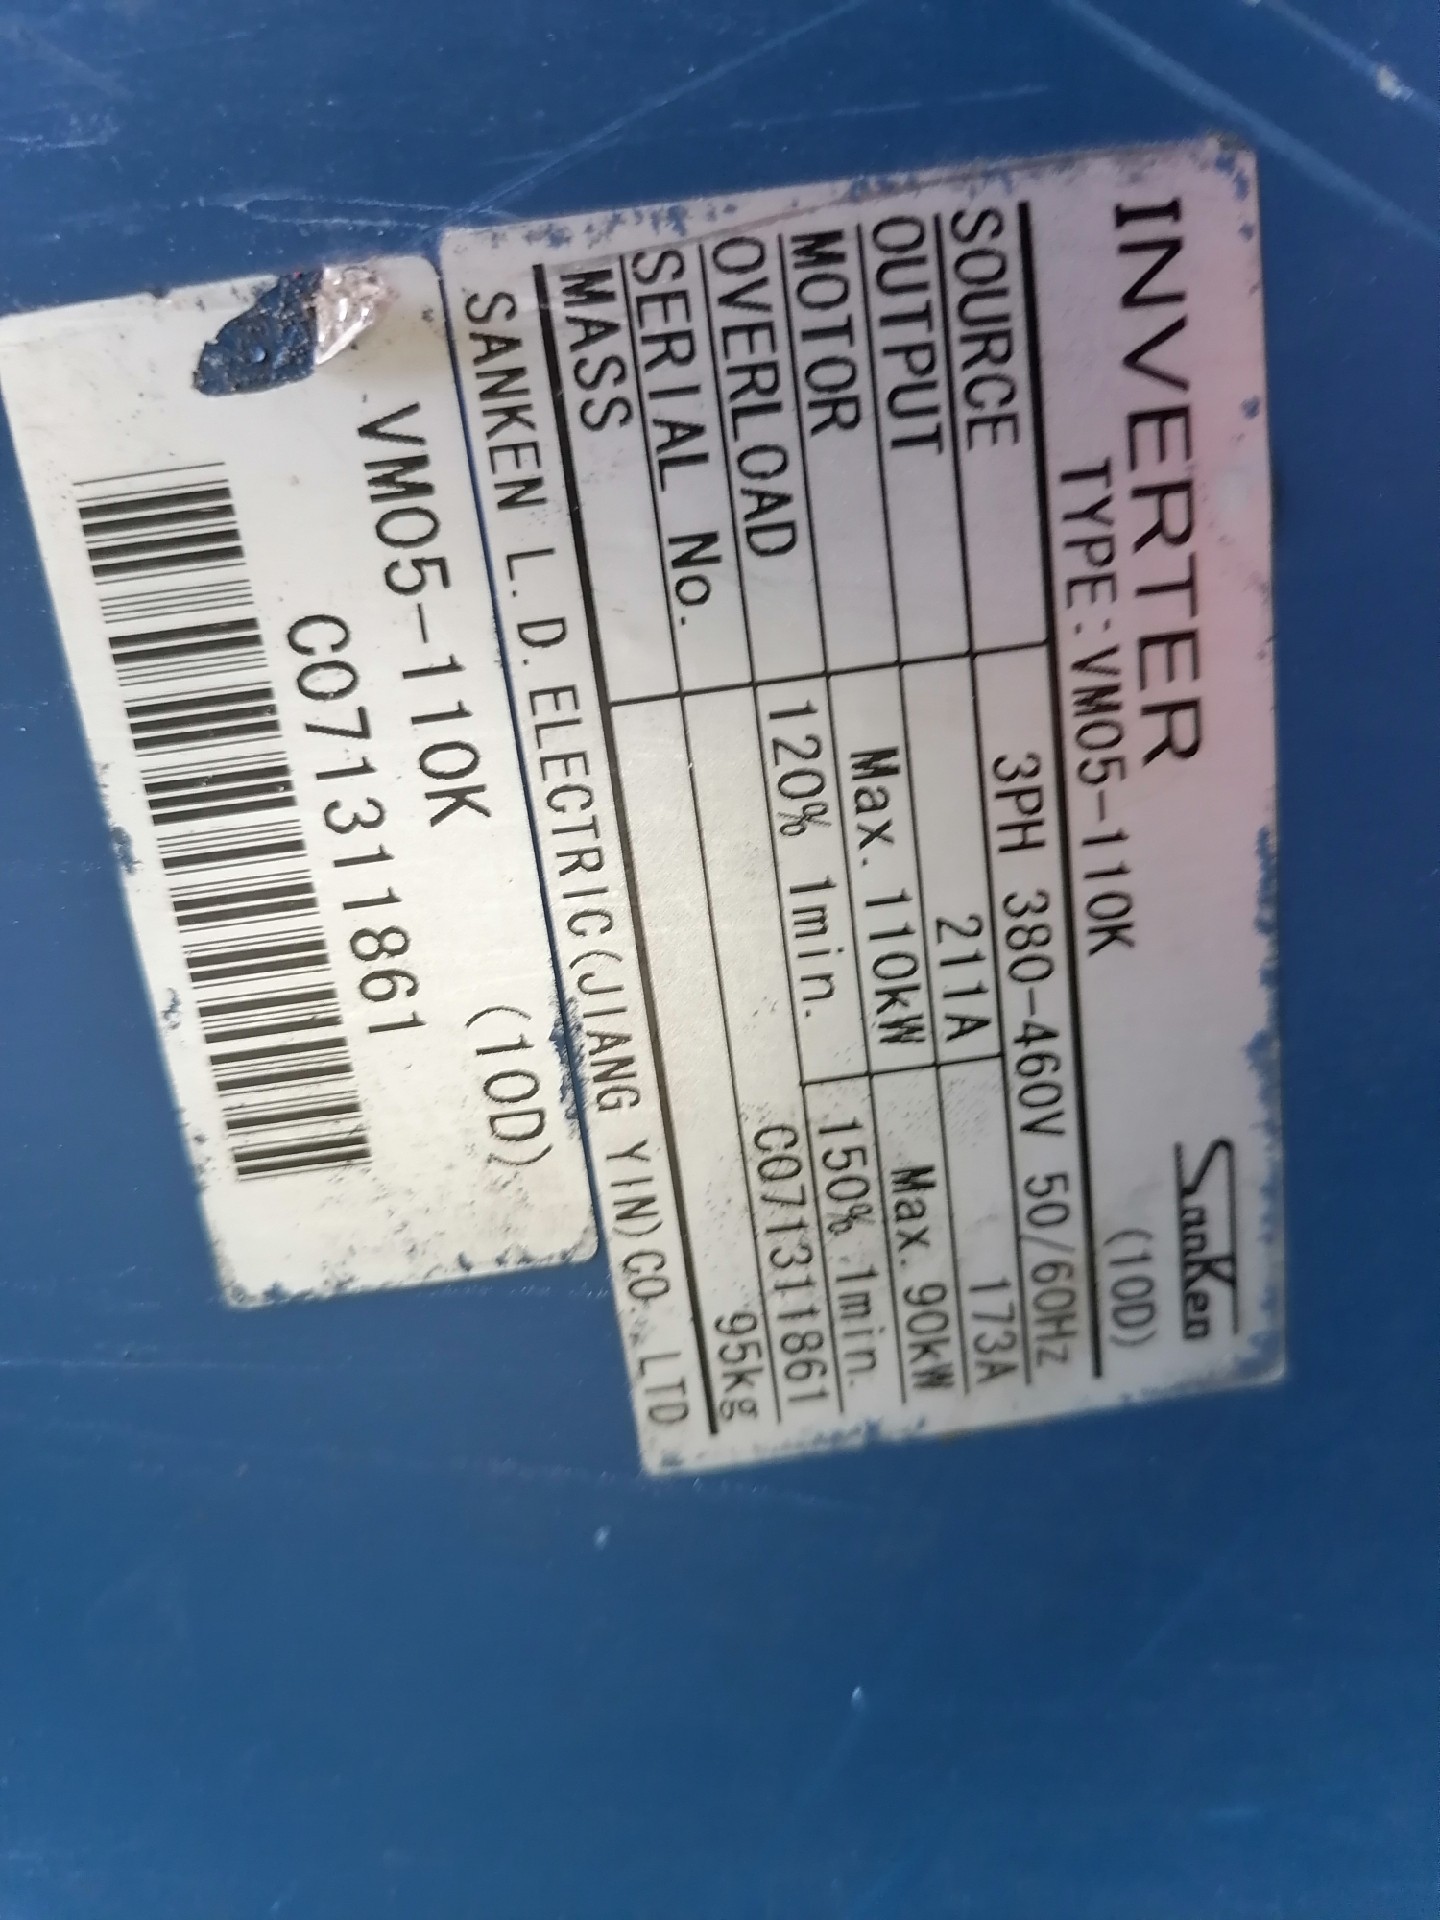 INVERTER SanKen
TYPE:VM05-110K (10D)
SOURCE 3PH 380-460V 50/60Hz
OUTPUT 211A 173A
MOTOR Max. 110kW Max. 90kW
OVERLOAD 120% 1min. 150% 1min.
SERIAL No. C071311861
MASS 95kg
SANKEN L.D.ELECTRIC(JIANG YIN)CO.LTD
VM05-110K (10D)
C071311861